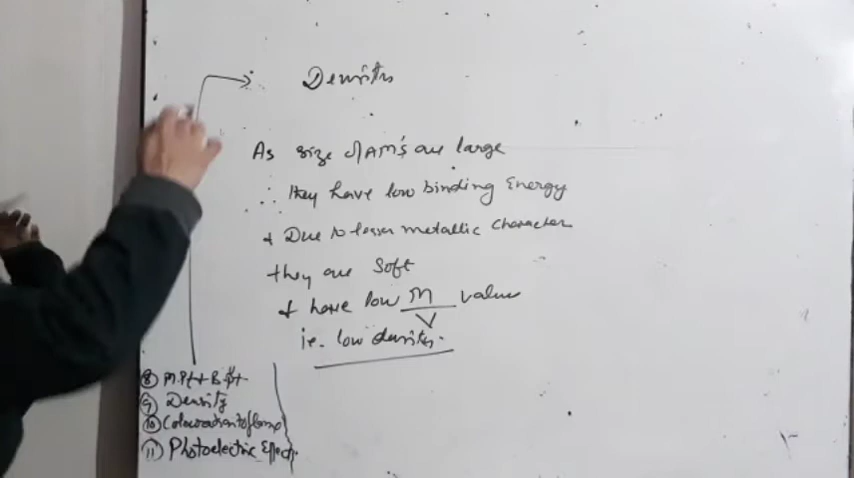 Density
As size of AM's are large
∴ they have low binding Energy
& Due to lesser metallic character
they are soft
& have low M/V value
i.e. low density.
⑧ M.Pt + B.pt
⑨ Density
⑩ Colouration to flame
⑪ Photoelectric Effect.